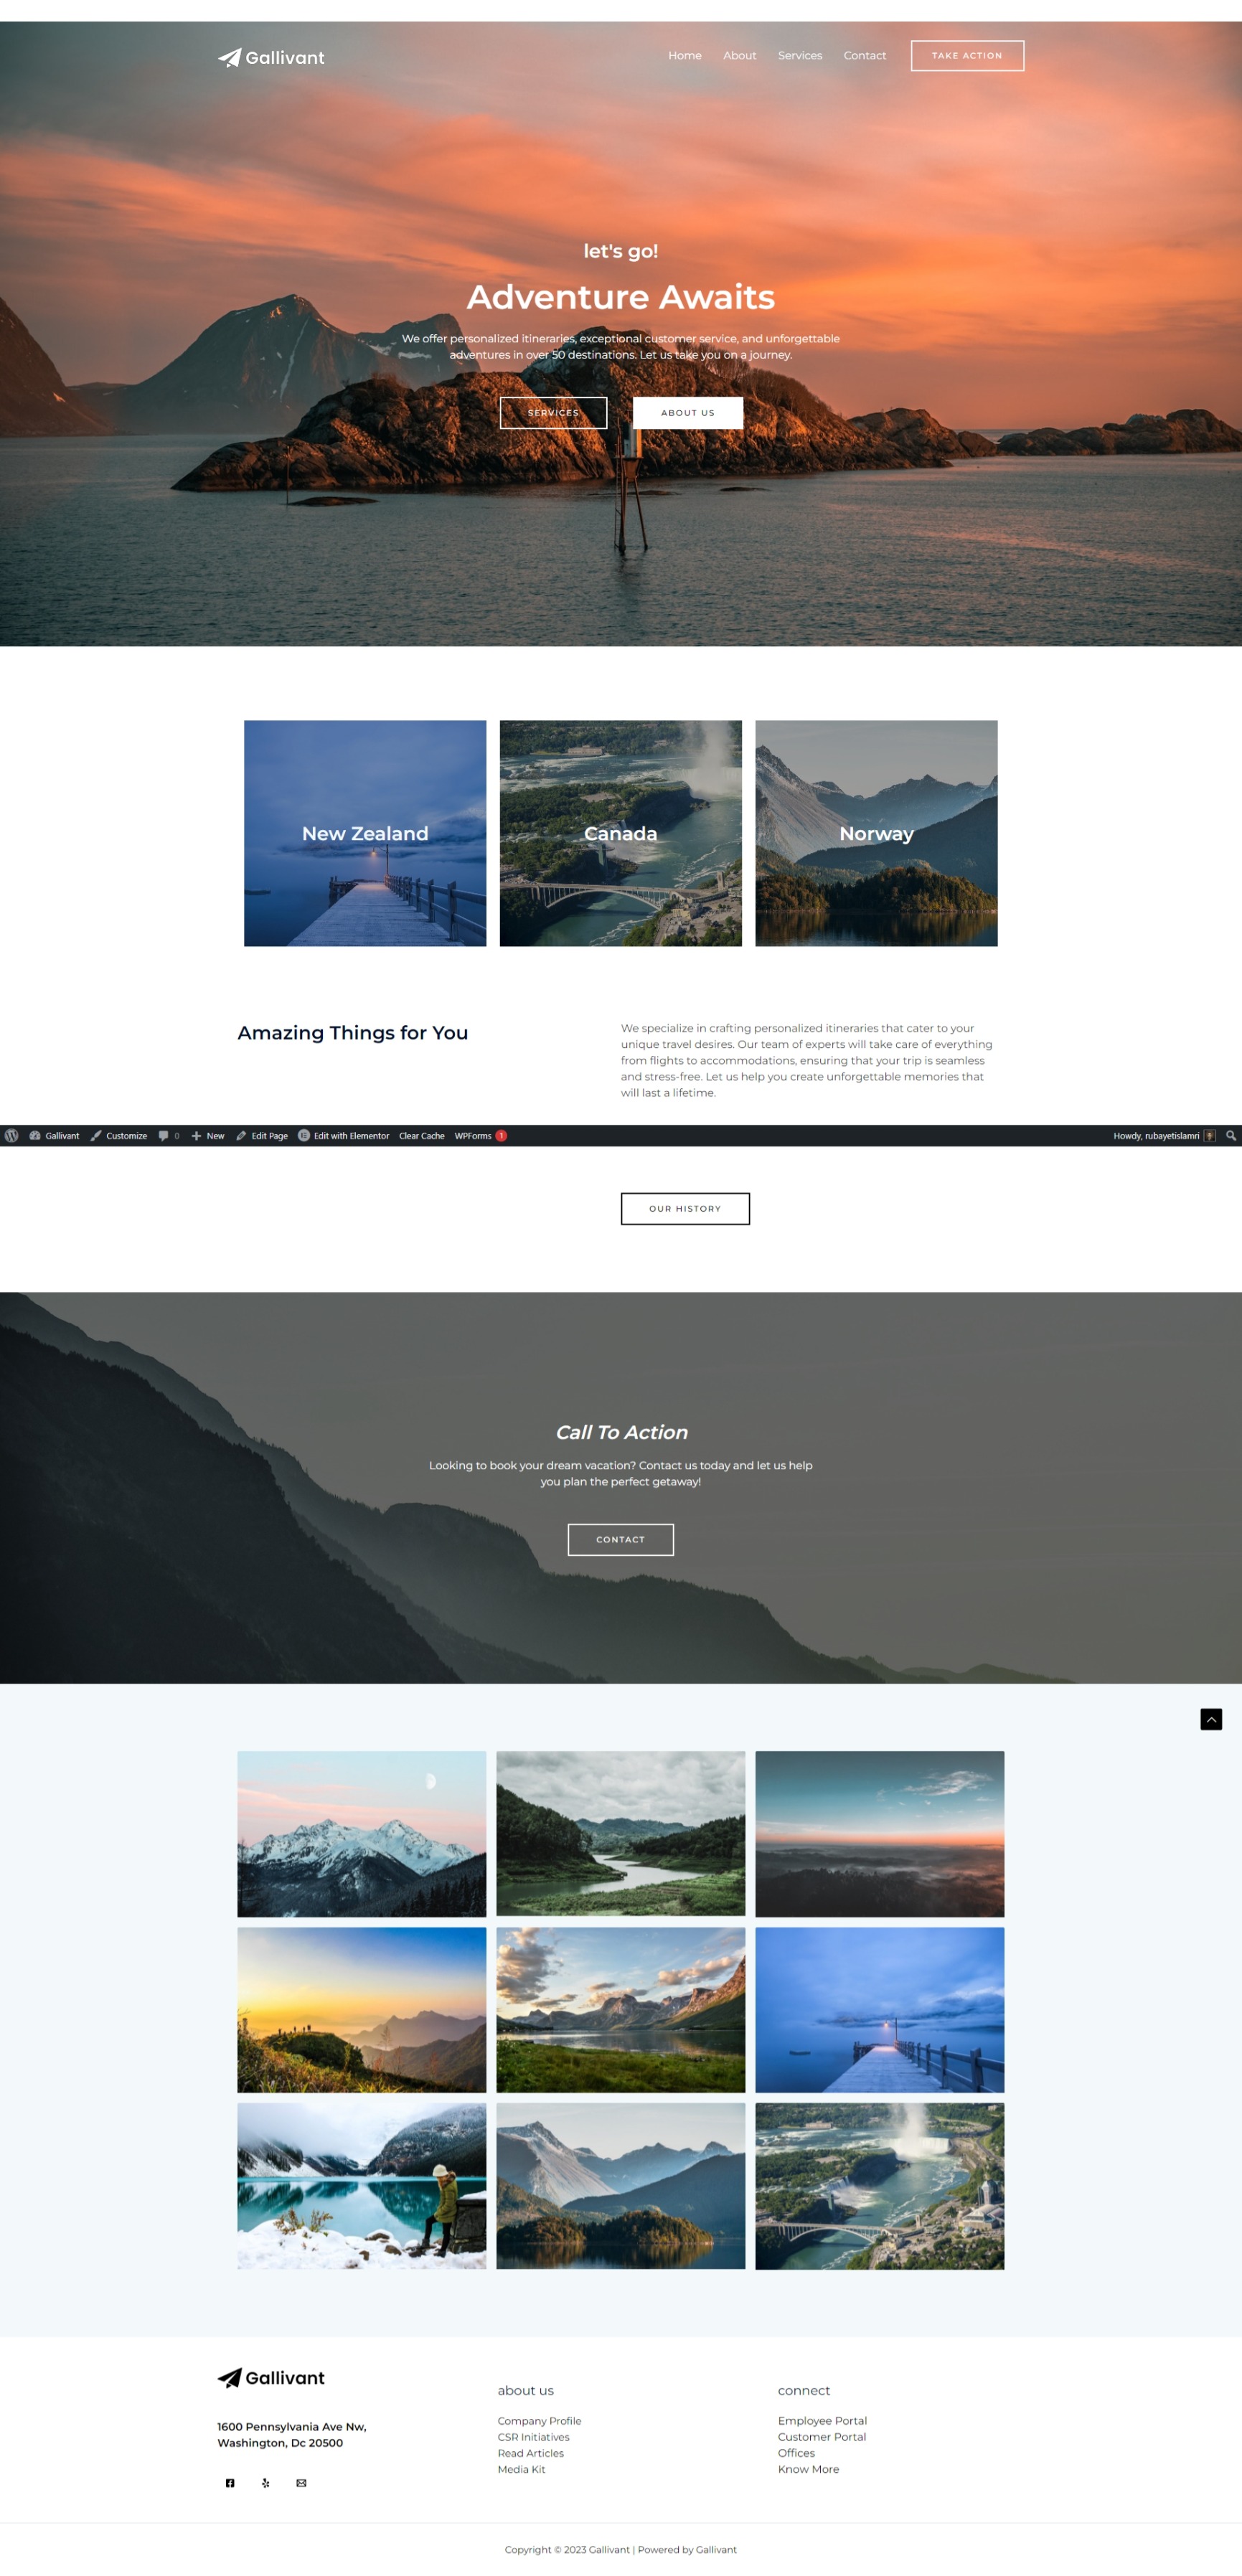 Gallivant
Home About Services Contact TAKE ACTION
let's go!
Adventure Awaits
We offer personalized itineraries, exceptional customer service, and unforgettable
adventures in over 50 destinations. Let us take you on a journey.
SERVICES ABOUT US
New Zealand Canada Norway
Amazing Things for You
We specialize in crafting personalized itineraries that cater to your
unique travel desires. Our team of experts will take care of everything
from flights to accommodations, ensuring that your trip is seamless
and stress-free. Let us help you create unforgettable memories that
will last a lifetime.
Gallivant Customize 0 New Edit Page Edit with Elementor Clear Cache WPForms 1 Howdy, rubayetislamri
OUR HISTORY
Call To Action
Looking to book your dream vacation? Contact us today and let us help
you plan the perfect getaway!
CONTACT
Gallivant
1600 Pennsylvania Ave Nw,
Washington, Dc 20500
about us
Company Profile
CSR Initiatives
Read Articles
Media Kit
connect
Employee Portal
Customer Portal
Offices
Know More
Copyright © 2023 Gallivant | Powered by Gallivant